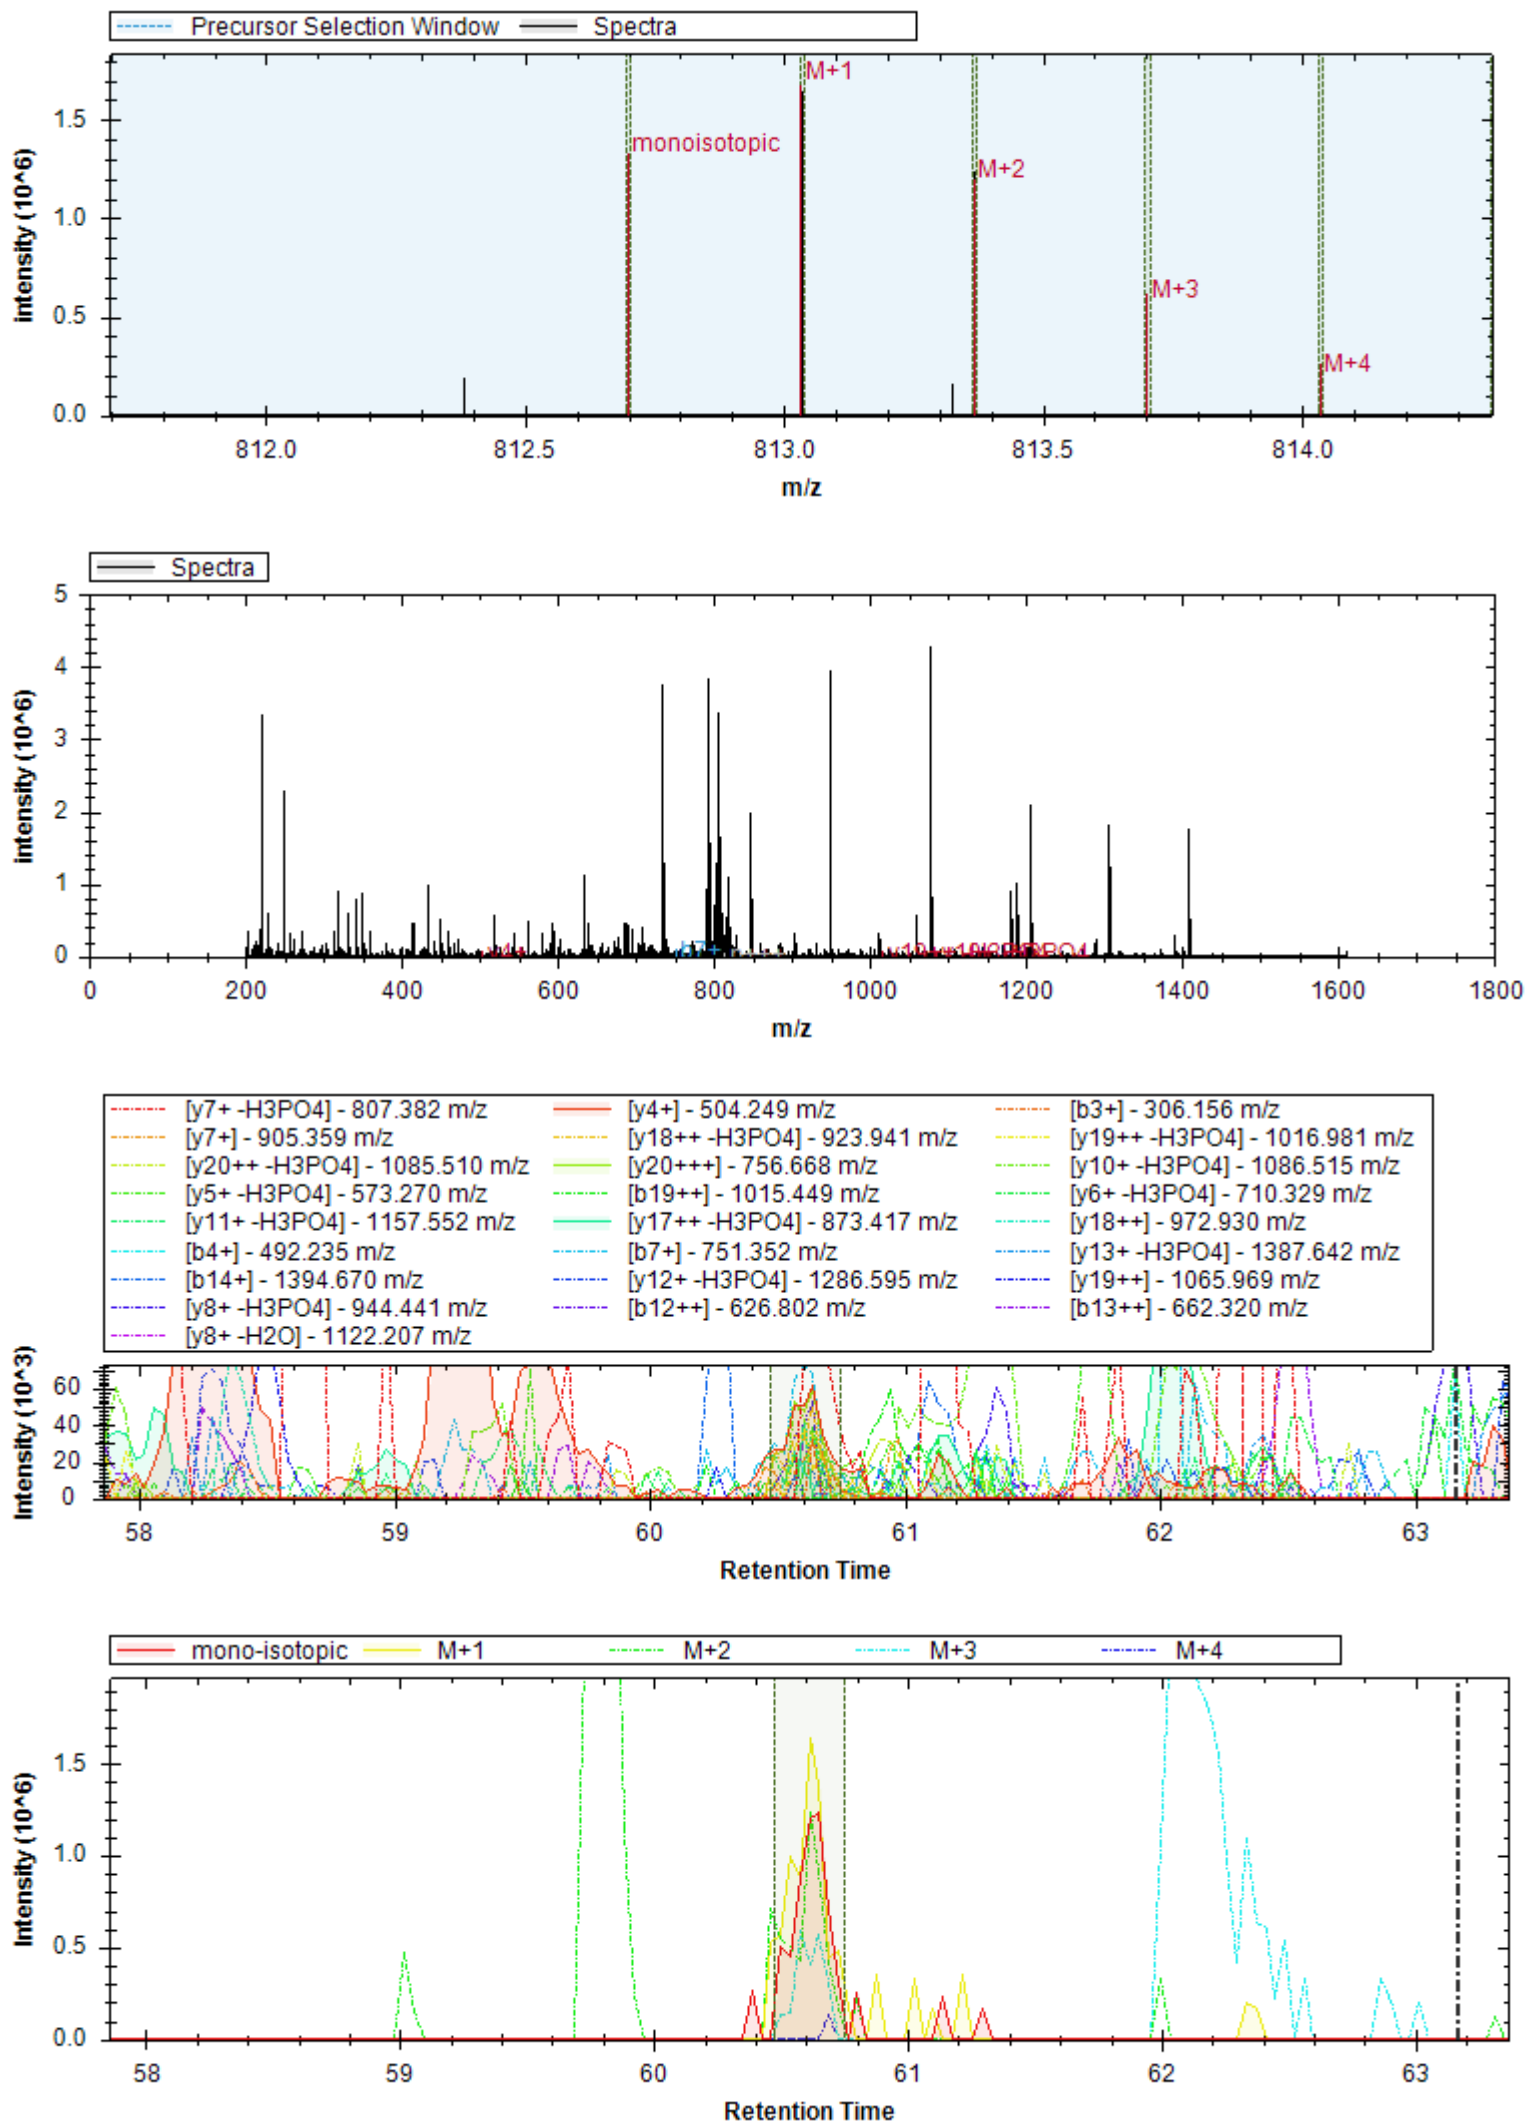 Precursor Selection Window Spectra
M+1
monoisotopic
M+2
M+3
M+4
intensity (10^6)
1.5
1.0
0.5
0.0
812.0 812.5 813.0 813.5 814.0
m/z
Spectra
intensity (10^6)
5
4
3
2
1
0
y4+ b7+
0 200 400 600 800 1000 1200 1400 1600 1800
m/z
[y7+ -H3PO4] - 807.382 m/z [y4+] - 504.249 m/z [b3+] - 306.156 m/z
[y7+] - 905.359 m/z [y18++ -H3PO4] - 923.941 m/z [y19++ -H3PO4] - 1016.981 m/z
[y20++ -H3PO4] - 1085.510 m/z [y20+++] - 756.668 m/z [y10+ -H3PO4] - 1086.515 m/z
[y5+ -H3PO4] - 573.270 m/z [b19++] - 1015.449 m/z [y6+ -H3PO4] - 710.329 m/z
[y11+ -H3PO4] - 1157.552 m/z [y17++ -H3PO4] - 873.417 m/z [y18++] - 972.930 m/z
[b4+] - 492.235 m/z [b7+] - 751.352 m/z [y13+ -H3PO4] - 1387.642 m/z
[b14+] - 1394.670 m/z [y12+ -H3PO4] - 1286.595 m/z [y19++] - 1065.969 m/z
[y8+ -H3PO4] - 944.441 m/z [b12++] - 626.802 m/z [b13++] - 662.320 m/z
[y8+ -H2O] - 1122.207 m/z
Intensity (10^3)
60
40
20
0
58 59 60 61 62 63
Retention Time
mono-isotopic M+1 M+2 M+3 M+4
Intensity (10^6)
1.5
1.0
0.5
0.0
58 59 60 61 62 63
Retention Time